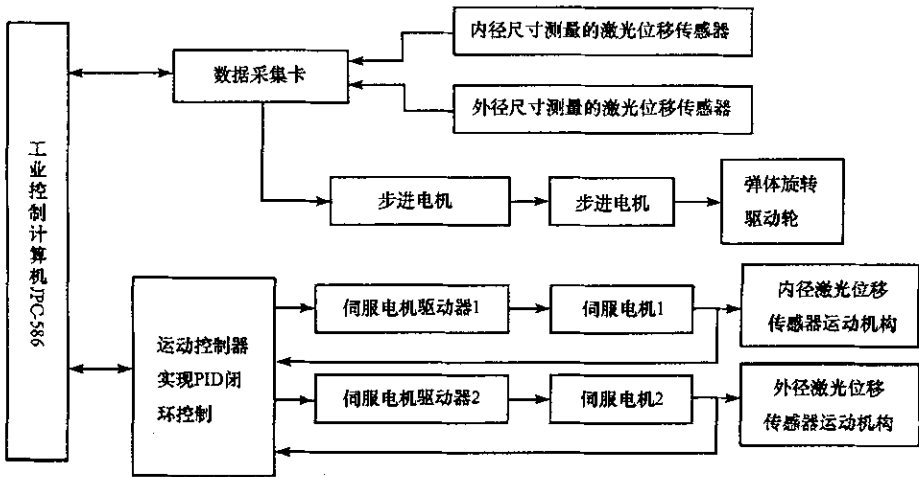 内径尺寸测量的激光位移传感器
数据采集卡
外径尺寸测量的激光位移传感器
工业控制计算机JPC-586
步进电机
步进电机
弹体旋转
驱动轮
运动控制器
实现PID闭
环控制
伺服电机驱动器1
伺服电机1
内径激光位移
传感器运动机构
伺服电机驱动器2
伺服电机2
外径激光位移
传感器运动机构